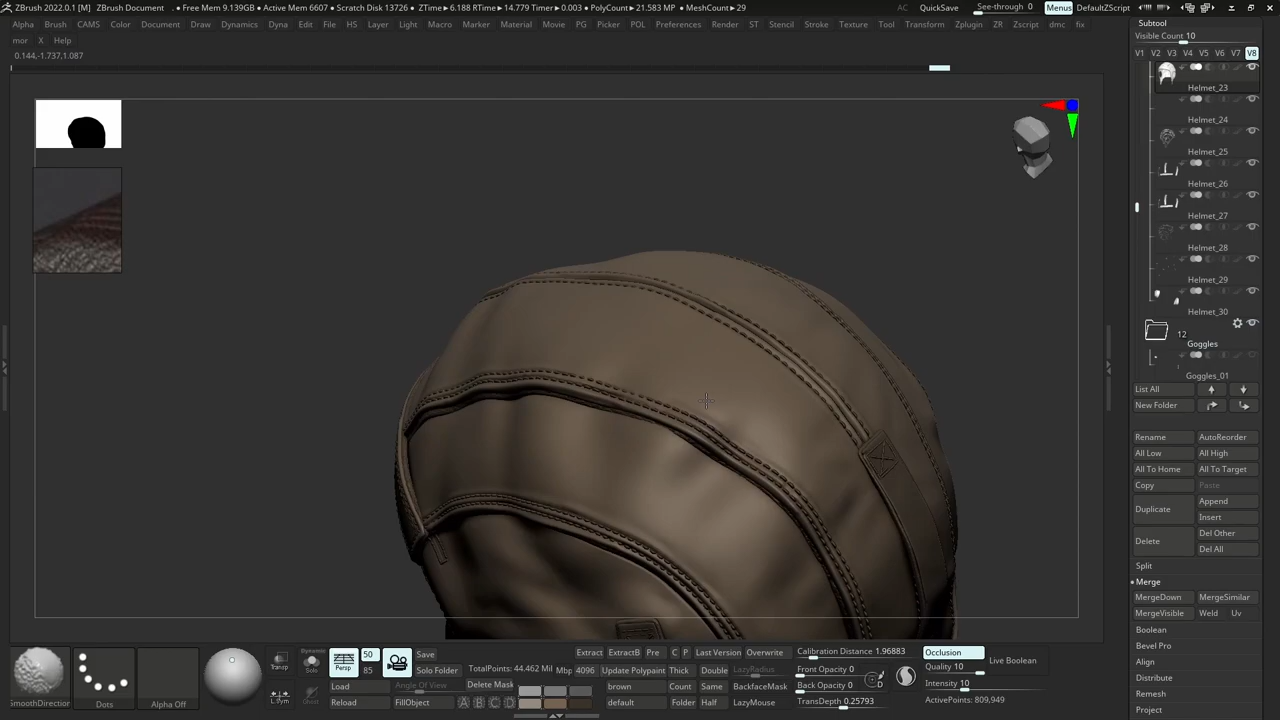 ZBrush 2022.0.1 [M] ZBrush Document . ● Free Mem 9.139GB ● Active Mem 6607 ● Scratch Disk 13726 ● ZTime▸6.188 RTime▸14.779 Timer▸0.003 ● PolyCount▸21.583 MP ● MeshCount▸29 AC QuickSave See-through 0 Menus DefaultZScript
Alpha Brush CAMS Color Document Draw Dynamics Dyna Edit File HS Layer Light Macro Marker Material Movie PG Picker POL Preferences Render ST Stencil Stroke Texture Tool Transform Zplugin ZR Zscript dmc fix
mor X Help
0.144,-1.737,1.087
Subtool
Visible Count 10
V1 V2 V3 V4 V5 V6 V7 V8
Helmet_23
Helmet_24
Helmet_25
Helmet_26
Helmet_27
Helmet_28
Helmet_29
Helmet_30
12
Goggles
Goggles_01
List All
New Folder
Rename AutoReorder
All Low All High
All To Home All To Target
Copy Paste
Duplicate Append
Insert
Delete Del Other
Del All
Split
Merge
MergeDown MergeSimilar
MergeVisible Weld Uv
Boolean
Bevel Pro
Align
Distribute
Remesh
Project
SmoothDirection
Dots
Alpha Off
Transp
L.fym
Dynamic
Solo
Ghost
Persp
50
85
Save
Solo Folder
Load Angle Of View
Reload FillObject
TotalPoints: 44.462 Mil
Delete Mask
A B C D
Extract ExtractB C P Last Version Overwrite
Mbp 4096 Update Polypaint Thick Double LazyRadius
brown Count Same BackfaceMask
default Folder Half LazyMouse
Calibration Distance 1.96883
Front Opacity 0
Back Opacity 0
TransDepth 0.25793
D
Occlusion
Quality 10
Intensity 10
ActivePoints: 809,949
Live Boolean